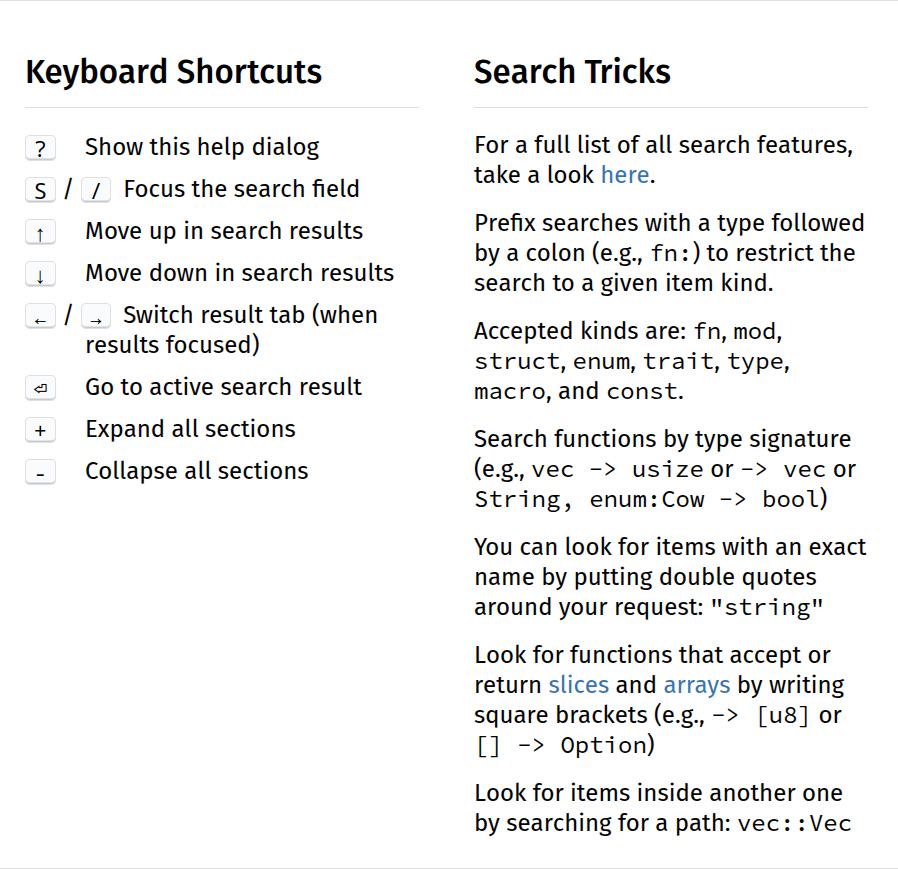 Keyboard Shortcuts
? Show this help dialog
S / / Focus the search field
↑ Move up in search results
↓ Move down in search results
← / → Switch result tab (when
results focused)
⏎ Go to active search result
+ Expand all sections
- Collapse all sections
Search Tricks
For a full list of all search features,
take a look here.
Prefix searches with a type followed
by a colon (e.g., fn:) to restrict the
search to a given item kind.
Accepted kinds are: fn, mod,
struct, enum, trait, type,
macro, and const.
Search functions by type signature
(e.g., vec -> usize or -> vec or
String, enum:Cow -> bool)
You can look for items with an exact
name by putting double quotes
around your request: "string"
Look for functions that accept or
return slices and arrays by writing
square brackets (e.g., -> [u8] or
[] -> Option)
Look for items inside another one
by searching for a path: vec::Vec